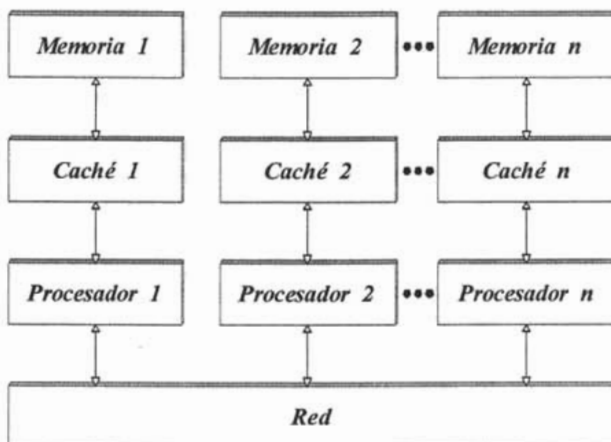 Memoria 1 Memoria 2 ●●● Memoria n
Caché 1 Caché 2 ●●● Caché n
Procesador 1 Procesador 2 ●●● Procesador n
Red